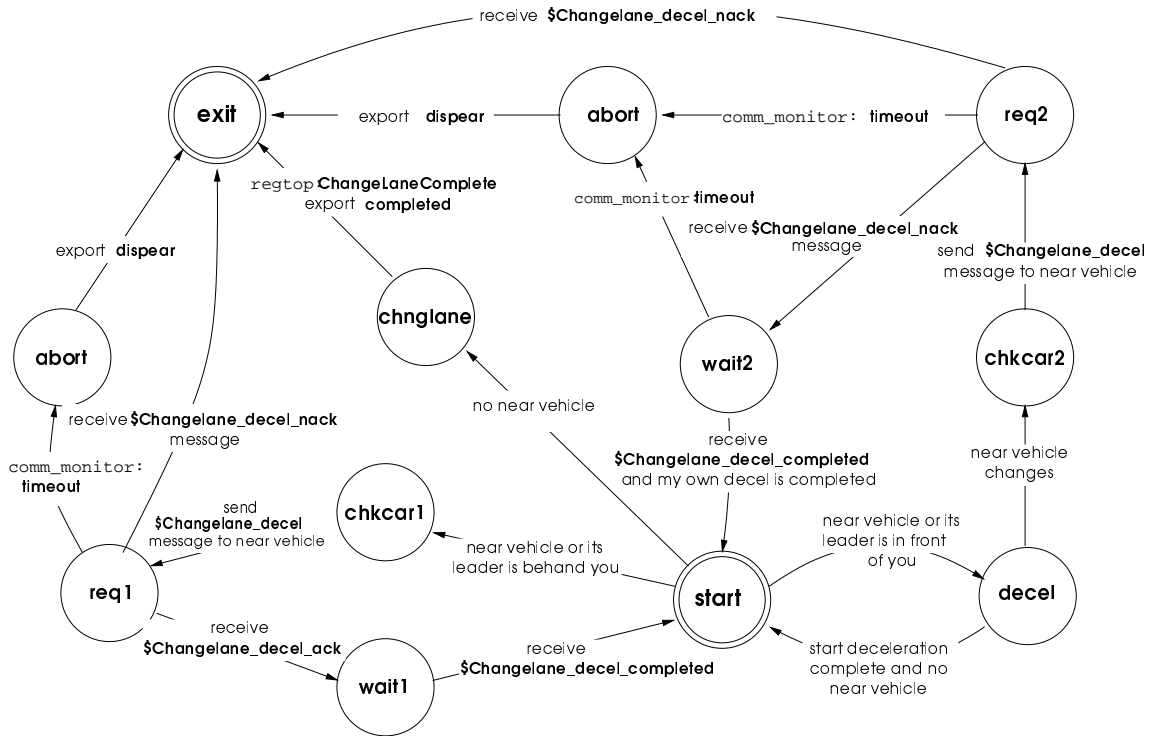 receive $Changelane_decel_nack
exit
export dispear
abort
comm_monitor: timeout
req2
regtop:ChangeLaneComplete
export completed
comm_monitor:timeout
receive $Changelane_decel_nack
message
send $Changelane_decel
message to near vehicle
export dispear
chnglane
abort
wait2
chkcar2
no near vehicle
receive $Changelane_decel_nack
message
receive
$Changelane_decel_completed
and my own decel is completed
near vehicle
changes
comm_monitor:
timeout
chkcar1
send
$Changelane_decel
message to near vehicle
near vehicle or its
leader is behand you
near vehicle or its
leader is in front
of you
req1
start
decel
receive
$Changelane_decel_ack
wait1
receive
$Changelane_decel_completed
start deceleration
complete and no
near vehicle